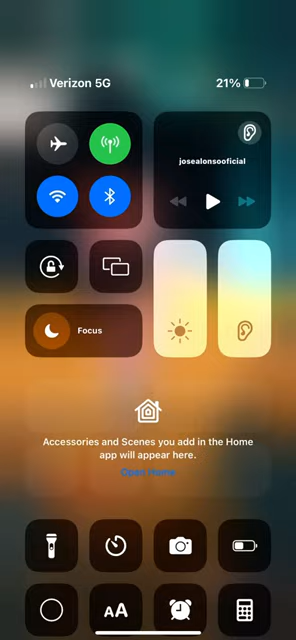 Verizon 5G
21%
josealonsooficial
Focus
Accessories and Scenes you add in the Home
app will appear here.
Open Home
AA